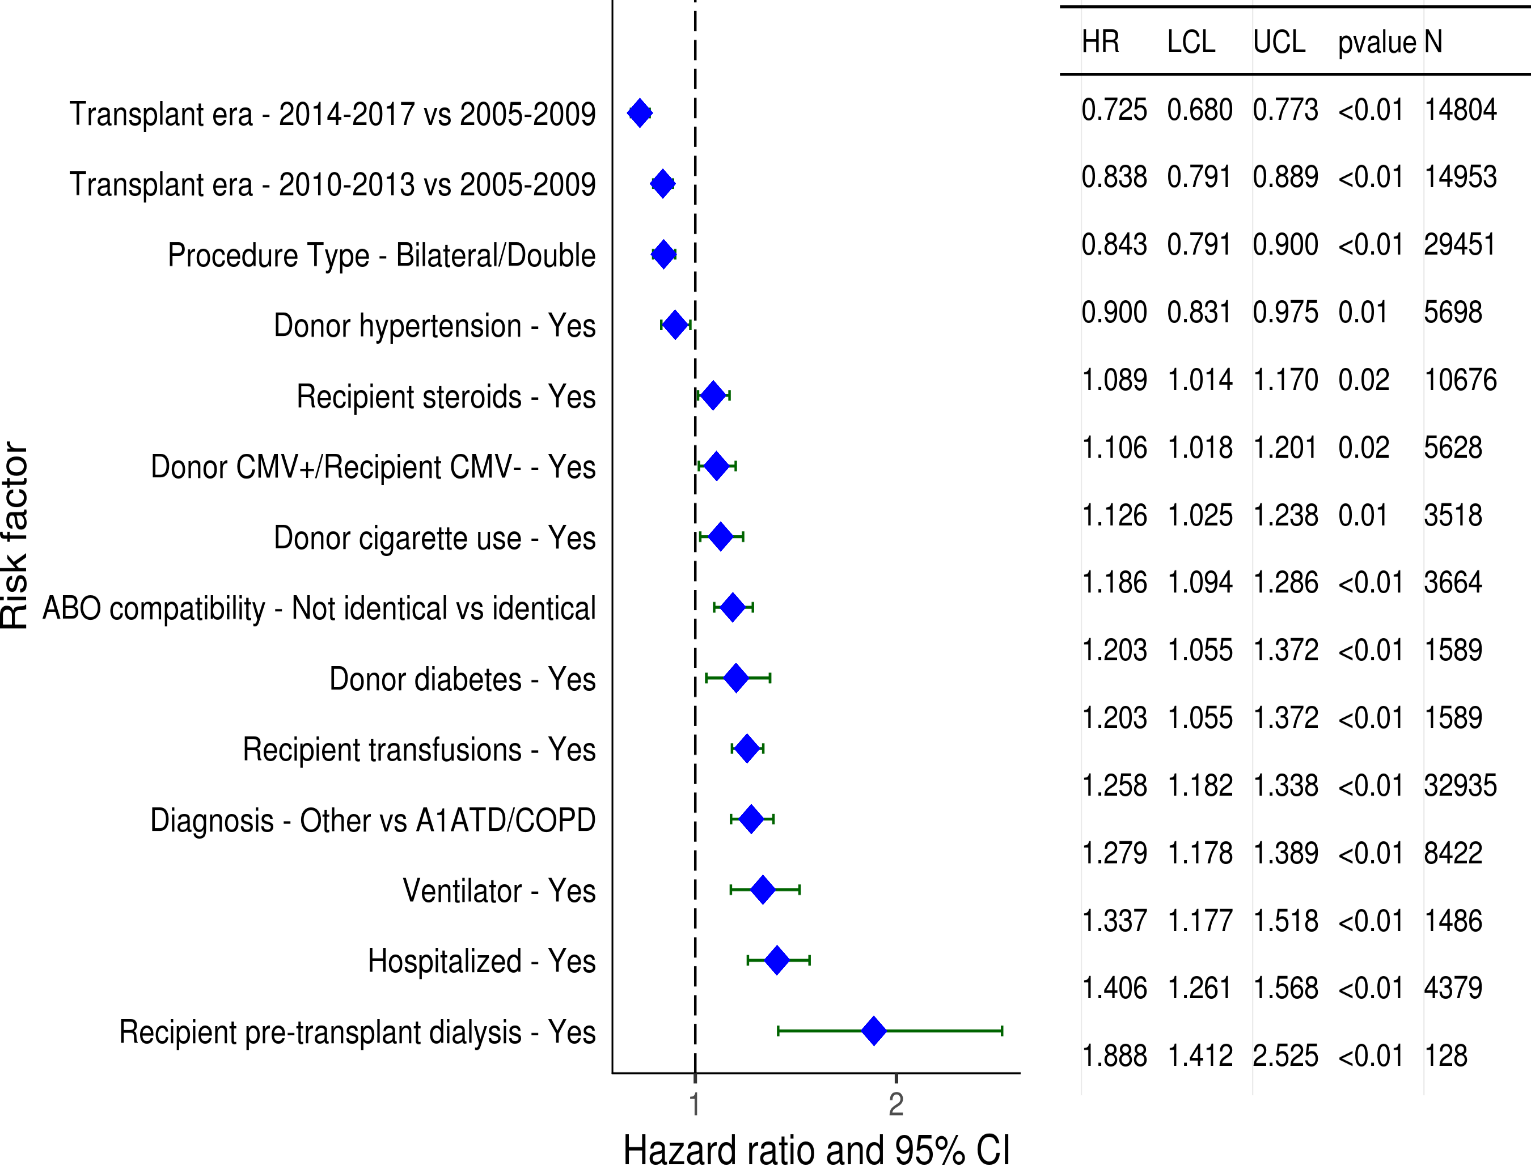 HR LCL UCL pvalue N
Transplant era - 2014-2017 vs 2005-2009 0.725 0.680 0.773 <0.01 14804
Transplant era - 2010-2013 vs 2005-2009 0.838 0.791 0.889 <0.01 14953
Procedure Type - Bilateral/Double 0.843 0.791 0.900 <0.01 29451
Donor hypertension - Yes 0.900 0.831 0.975 0.01 5698
Recipient steroids - Yes 1.089 1.014 1.170 0.02 10676
Donor CMV+/Recipient CMV- - Yes 1.106 1.018 1.201 0.02 5628
Donor cigarette use - Yes 1.126 1.025 1.238 0.01 3518
ABO compatibility - Not identical vs identical 1.186 1.094 1.286 <0.01 3664
Donor diabetes - Yes 1.203 1.055 1.372 <0.01 1589
1.203 1.055 1.372 <0.01 1589
Recipient transfusions - Yes 1.258 1.182 1.338 <0.01 32935
Diagnosis - Other vs A1ATD/COPD 1.279 1.178 1.389 <0.01 8422
Ventilator - Yes 1.337 1.177 1.518 <0.01 1486
Hospitalized - Yes 1.406 1.261 1.568 <0.01 4379
Recipient pre-transplant dialysis - Yes 1.888 1.412 2.525 <0.01 128
Risk factor
1 2
Hazard ratio and 95% CI